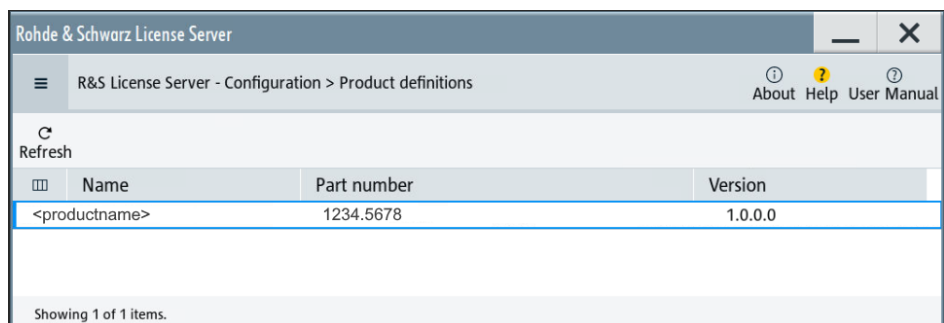 Rohde & Schwarz License Server
R&S License Server - Configuration > Product definitions
About Help User Manual
Refresh
Name Part number Version
<productname> 1234.5678 1.0.0.0
Showing 1 of 1 items.